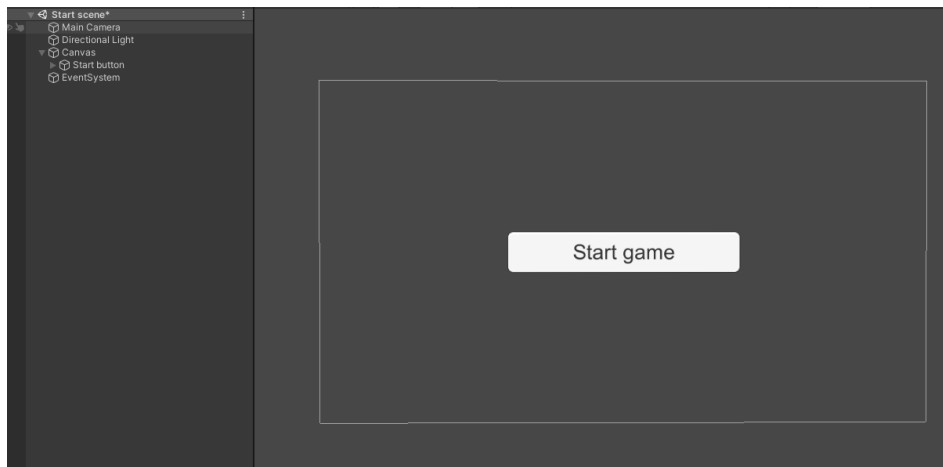 Start scene*
Main Camera
Directional Light
Canvas
Start button
EventSystem
Start game